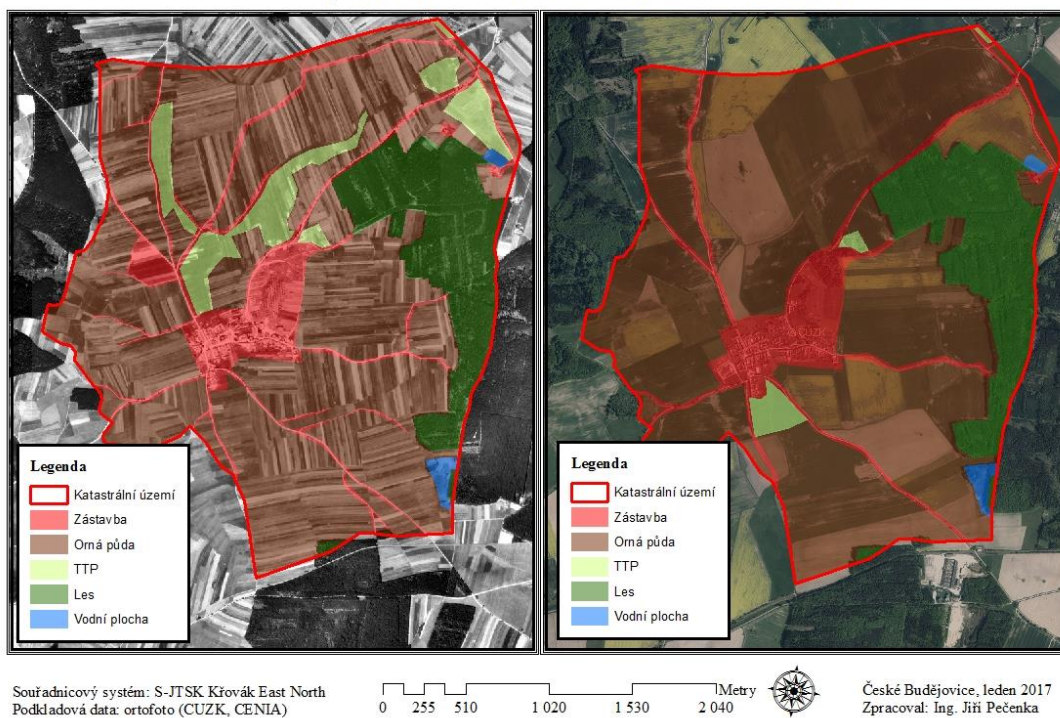 ČÚZK
Legenda
Katastrální území
Zástavba
Orná půda
TTP
Les
Vodní plocha
Legenda
Katastrální území
Zástavba
Orná půda
TTP
Les
Vodní plocha
Souřadnicový systém: S-JTSK Křovák East North
Podkladová data: ortofoto (CUZK, CENIA)
Metry
0 255 510 1 020 1 530 2 040
České Budějovice, leden 2017
Zpracoval: Ing. Jiří Pečenka